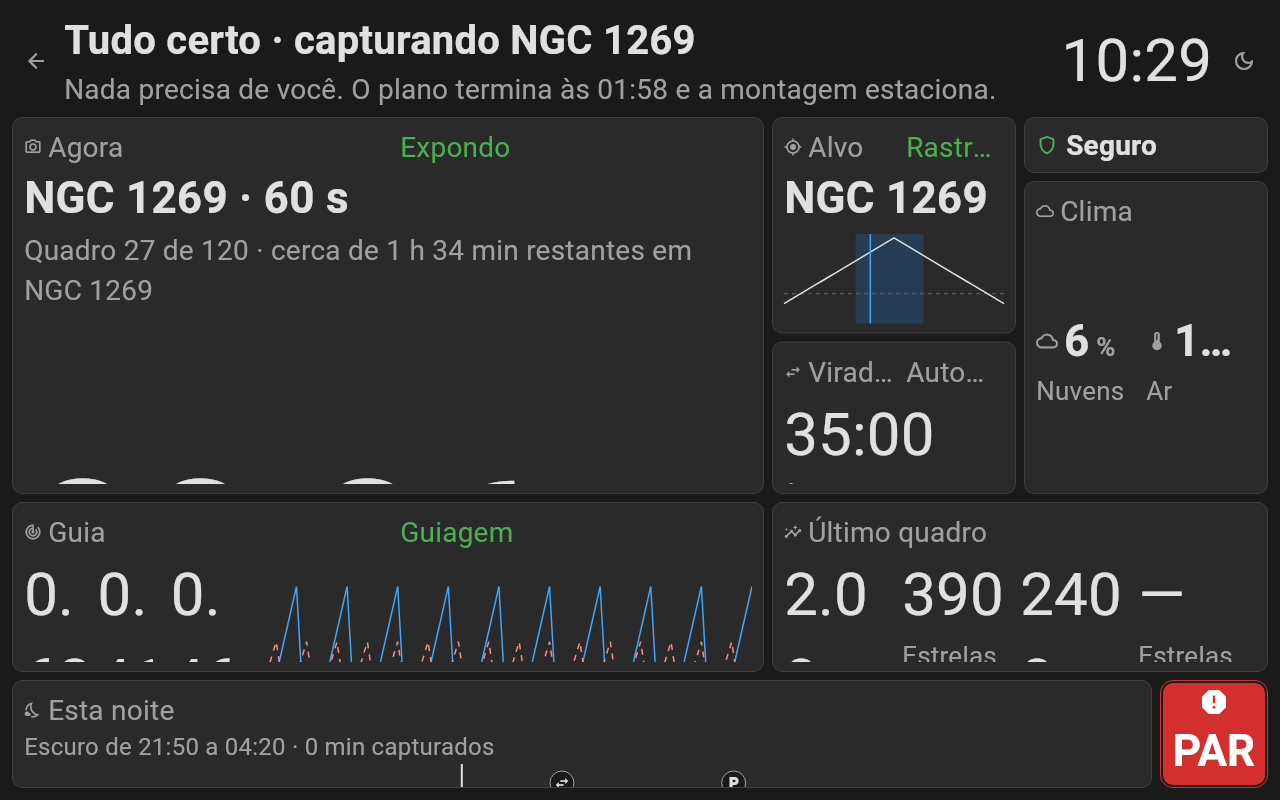 Tudo certo · capturando NGC 1269
Nada precisa de você. O plano termina às 01:58 e a montagem estaciona.
10:29
Agora
Expondo
NGC 1269 · 60 s
Quadro 27 de 120 · cerca de 1 h 34 min restantes em
NGC 1269
Alvo
Rastr…
NGC 1269
Seguro
Clima
6 %
1…
Nuvens
Ar
Virad…
Auto…
35:00
Guia
Guiagem
0. 0. 0.
Último quadro
2.0 390 240 —
Estrelas
Estrelas
Esta noite
Escuro de 21:50 a 04:20 · 0 min capturados
P
PAR